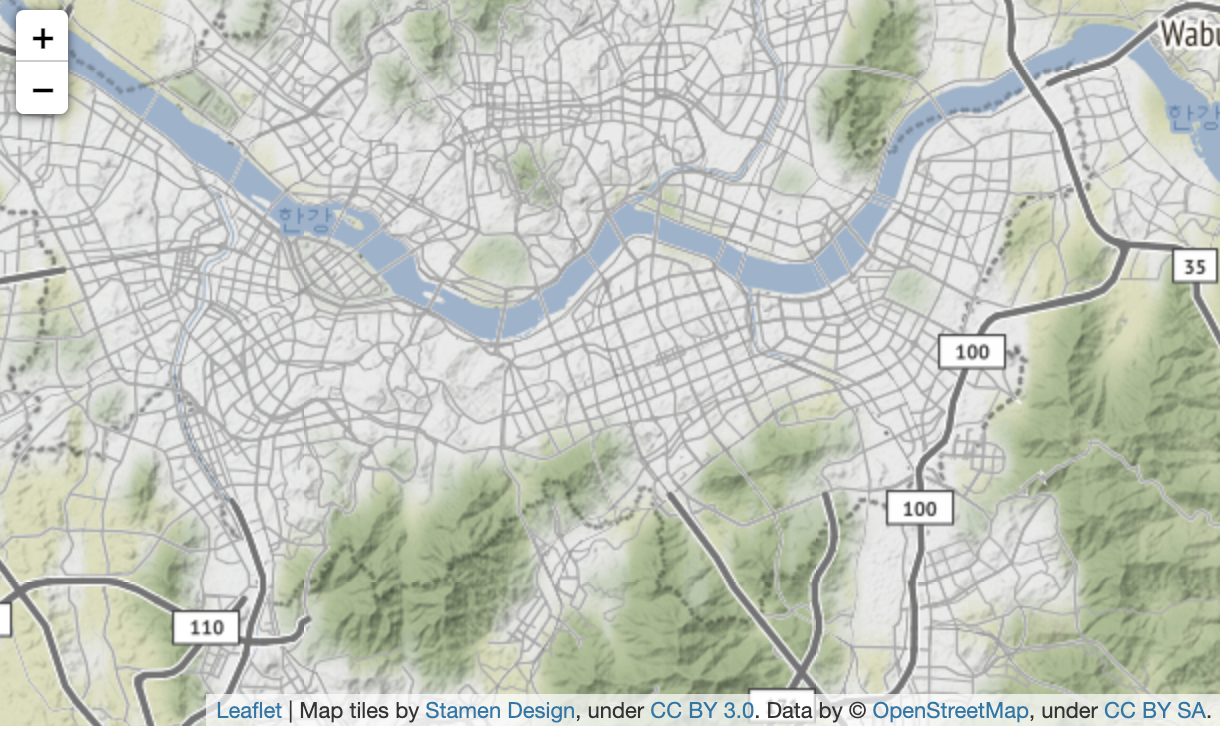 +
−
Wabu
한강
한강
35
100
100
110
Leaflet | Map tiles by Stamen Design, under CC BY 3.0. Data by © OpenStreetMap, under CC BY SA.